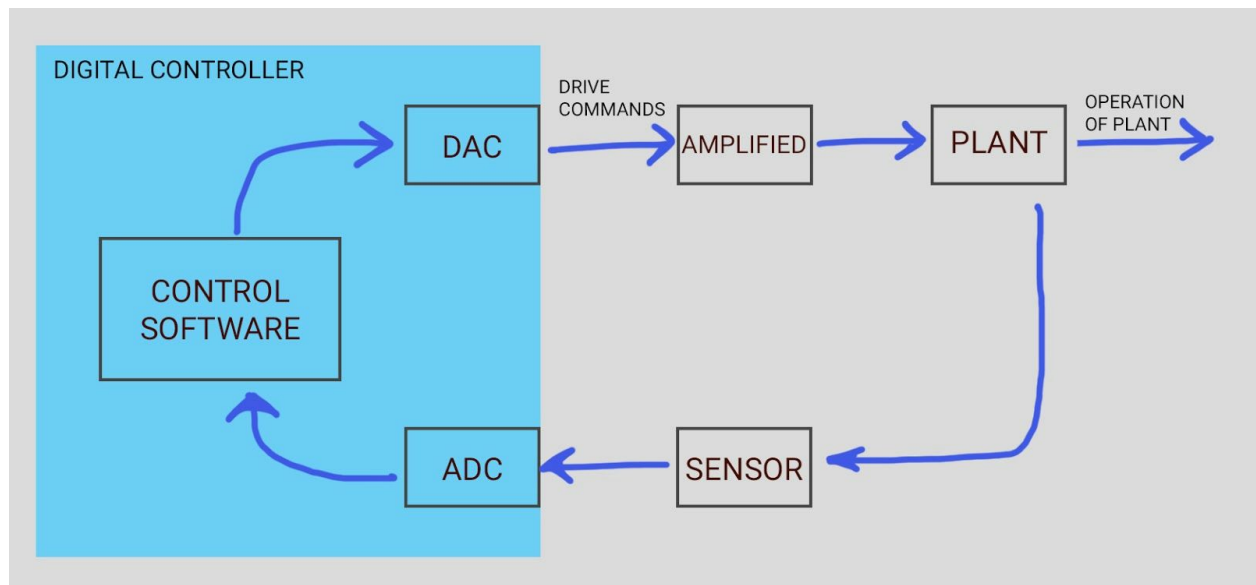 DIGITAL CONTROLLER
DAC
DRIVE
COMMANDS
AMPLIFIED
PLANT
OPERATION
OF PLANT
CONTROL
SOFTWARE
ADC
SENSOR